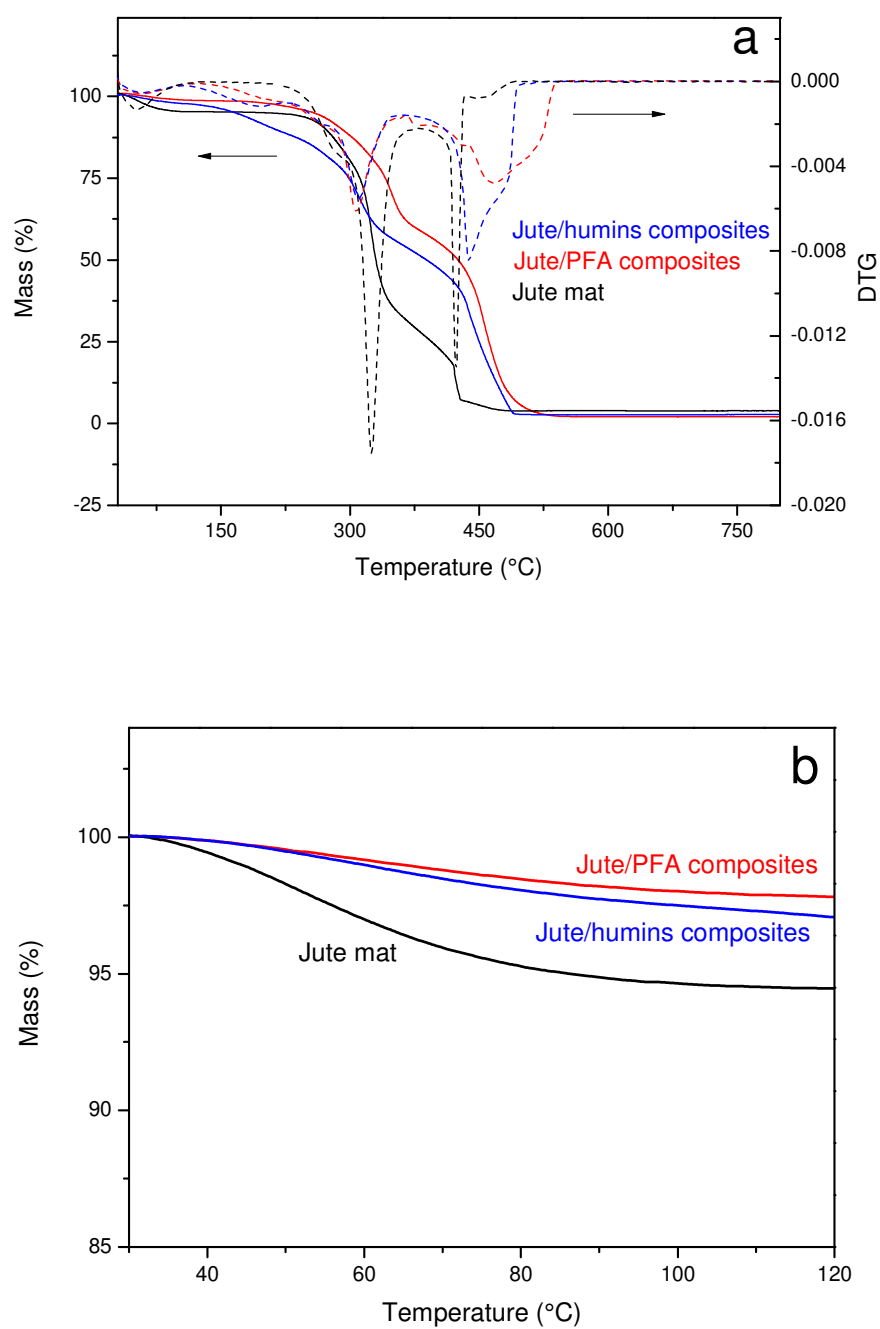 a
100
75
50
25
0
-25
Mass (%)
0.000
-0.004
-0.008
-0.012
-0.016
-0.020
DTG
Jute/humins composites
Jute/PFA composites
Jute mat
150 300 450 600 750
Temperature (°C)
b
100
95
90
85
Mass (%)
Jute/PFA composites
Jute/humins composites
Jute mat
40 60 80 100 120
Temperature (°C)